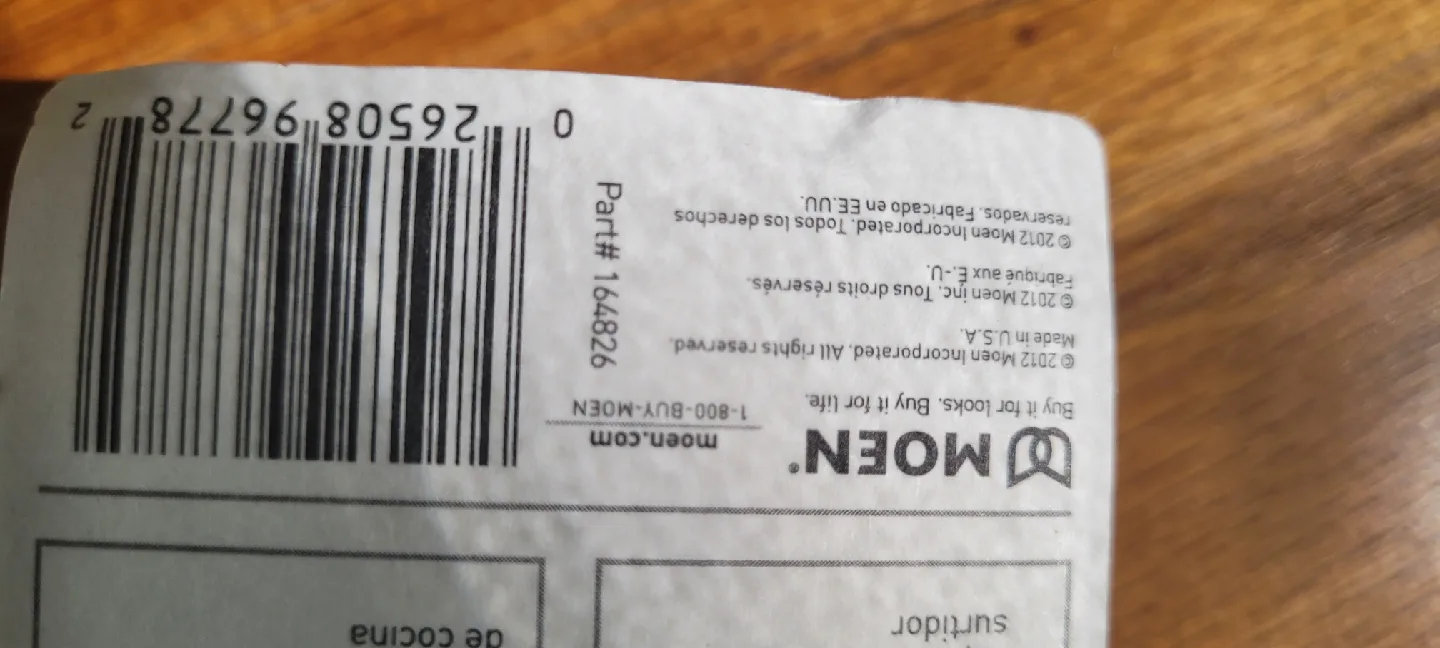 surtidor
de cocina
MOEN®
Buy it for looks. Buy it for life.
moen.com
1-800-BUY-MOEN
© 2012 Moen Incorporated. All rights reserved.
Made in U.S.A.
© 2012 Moen inc. Tous droits réservés.
Fabriqué aux É.-U.
© 2012 Moen Incorporated. Todos los derechos
reservados. Fabricado en EE.UU.
Part# 164826
0 26508 96778 2